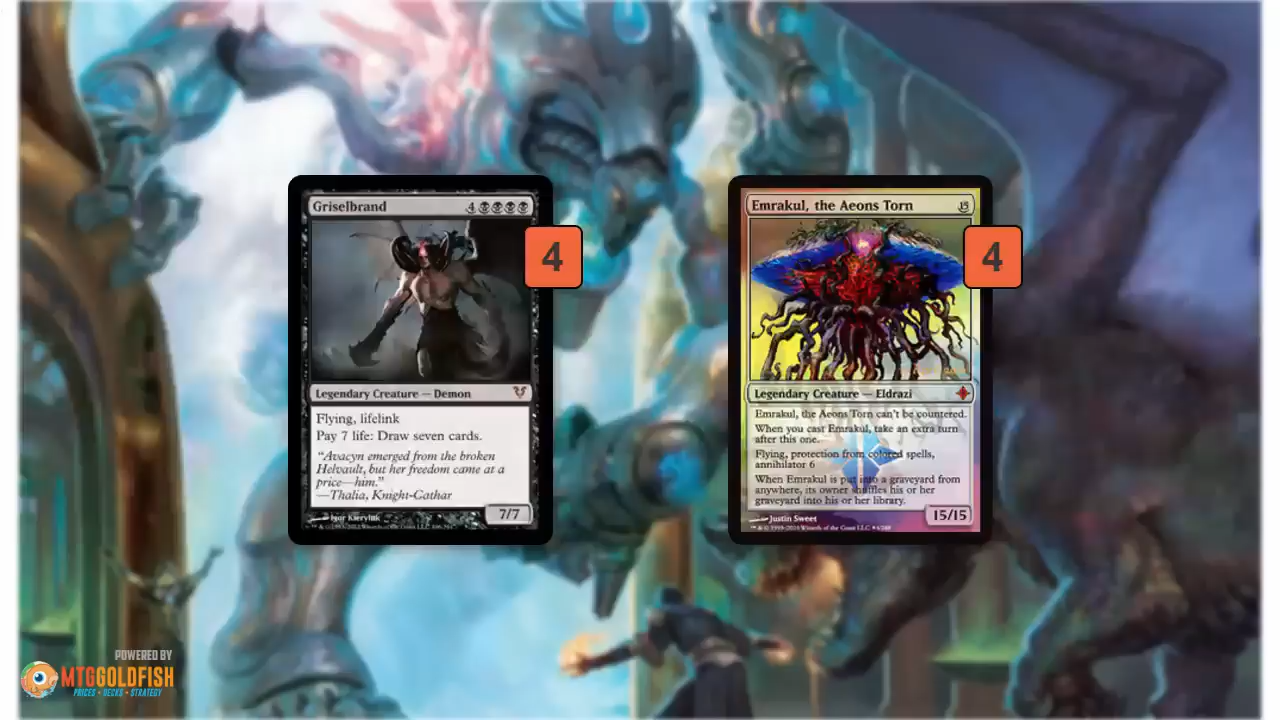 Griselbrand
4
4
Legendary Creature — Demon
Flying, lifelink
Pay 7 life: Draw seven cards.
“Avacyn emerged from the broken
Helvault, but her freedom came at a
price—him.”
—Thalia, Knight-Cathar
Igor Kieryluk
7/7
Emrakul, the Aeons Torn
15
4
Legendary Creature — Eldrazi
Emrakul, the Aeons Torn can't be countered.
When you cast Emrakul, take an extra turn
after this one.
Flying, protection from colored spells,
annihilator 6
When Emrakul is put into a graveyard from
anywhere, its owner shuffles his or her
graveyard into his or her library.
15/15
Justin Sweet
POWERED BY
MTGGOLDFISH
PRICES • DECKS • STRATEGY